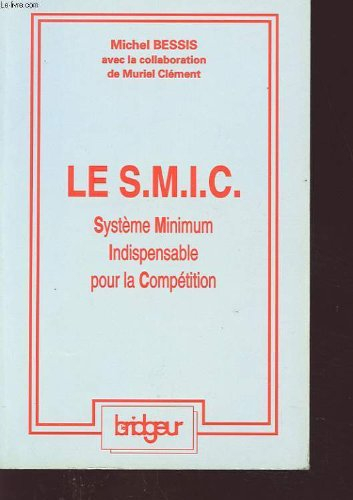 Le-livre.com
Michel BESSIS
avec la collaboration
de Muriel Clément
LE S.M.I.C.
Système Minimum
Indispensable
pour la Compétition
bridgeur